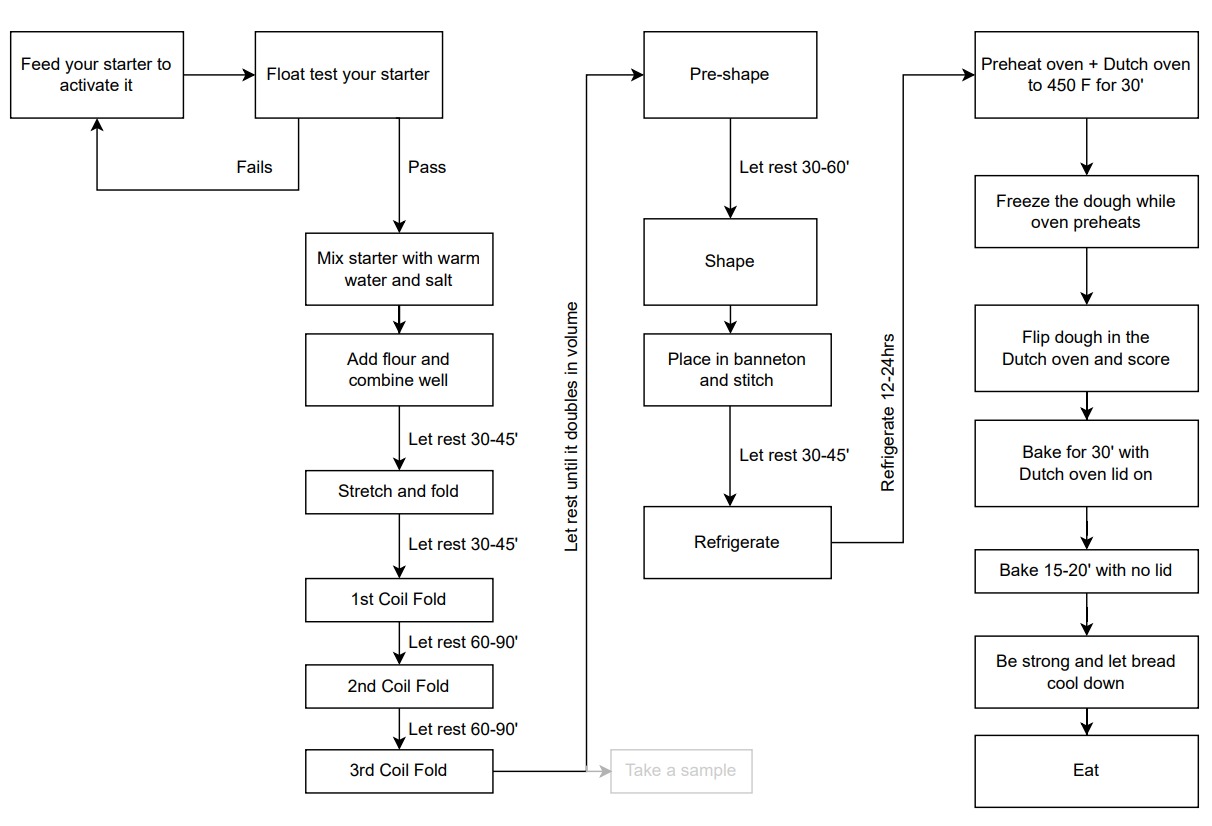 Feed your starter to
activate it
Float test your starter
Fails
Pass
Mix starter with warm
water and salt
Add flour and
combine well
Let rest 30-45'
Stretch and fold
Let rest 30-45'
1st Coil Fold
Let rest 60-90'
2nd Coil Fold
Let rest 60-90'
3rd Coil Fold
Take a sample
Let rest until it doubles in volume
Pre-shape
Let rest 30-60'
Shape
Place in banneton
and stitch
Let rest 30-45'
Refrigerate
Refrigerate 12-24hrs
Preheat oven + Dutch oven
to 450 F for 30'
Freeze the dough while
oven preheats
Flip dough in the
Dutch oven and score
Bake for 30' with
Dutch oven lid on
Bake 15-20' with no lid
Be strong and let bread
cool down
Eat